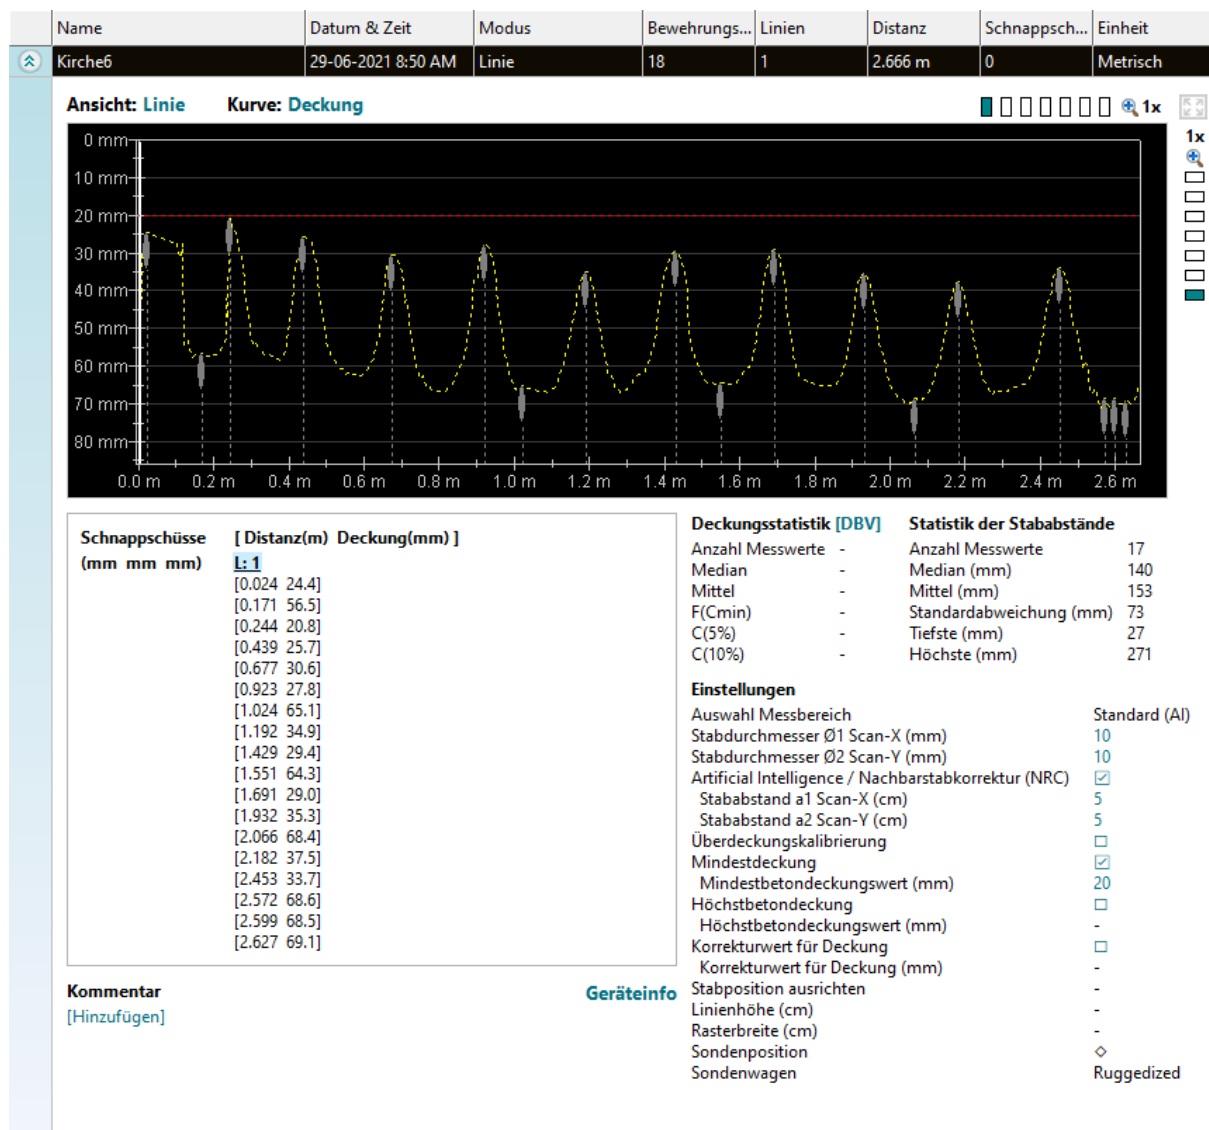 Name Datum & Zeit Modus Bewehrungs... Linien Distanz Schnappsch... Einheit
Kirche6 29-06-2021 8:50 AM Linie 18 1 2.666 m 0 Metrisch
Ansicht: Linie Kurve: Deckung 1x
1x
0 mm
10 mm
20 mm
30 mm
40 mm
50 mm
60 mm
70 mm
80 mm
0.0 m 0.2 m 0.4 m 0.6 m 0.8 m 1.0 m 1.2 m 1.4 m 1.6 m 1.8 m 2.0 m 2.2 m 2.4 m 2.6 m
Schnappschüsse [ Distanz(m) Deckung(mm) ]
(mm mm mm) L: 1
[0.024 24.4]
[0.171 56.5]
[0.244 20.8]
[0.439 25.7]
[0.677 30.6]
[0.923 27.8]
[1.024 65.1]
[1.192 34.9]
[1.429 29.4]
[1.551 64.3]
[1.691 29.0]
[1.932 35.3]
[2.066 68.4]
[2.182 37.5]
[2.453 33.7]
[2.572 68.6]
[2.599 68.5]
[2.627 69.1]
Kommentar Geräteinfo
[Hinzufügen]
Deckungsstatistik [DBV] Statistik der Stababstände
Anzahl Messwerte - Anzahl Messwerte 17
Median - Median (mm) 140
Mittel - Mittel (mm) 153
F(Cmin) - Standardabweichung (mm) 73
C(5%) - Tiefste (mm) 27
C(10%) - Höchste (mm) 271
Einstellungen
Auswahl Messbereich Standard (AI)
Stabdurchmesser Ø1 Scan-X (mm) 10
Stabdurchmesser Ø2 Scan-Y (mm) 10
Artificial Intelligence / Nachbarstabkorrektur (NRC)
Stababstand a1 Scan-X (cm) 5
Stababstand a2 Scan-Y (cm) 5
Überdeckungskalibrierung
Mindestdeckung
Mindestbetondeckungswert (mm) 20
Höchstbetondeckung
Höchstbetondeckungswert (mm) -
Korrekturwert für Deckung
Korrekturwert für Deckung (mm) -
Stabposition ausrichten -
Linienhöhe (cm) -
Rasterbreite (cm) -
Sondenposition
Sondenwagen Ruggedized